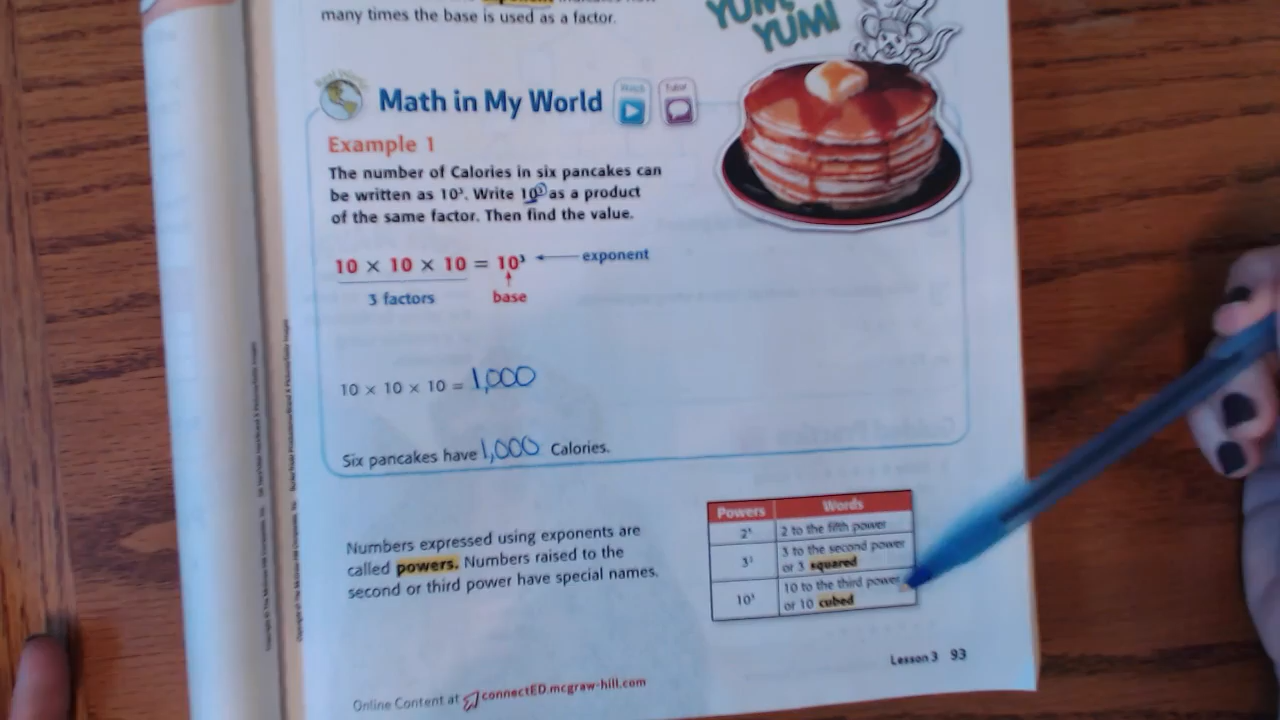 many times the base is used as a factor.
YUM,
YUM!
Math in My World
Watch
Tutor
Example 1
The number of Calories in six pancakes can
be written as 10³. Write 10³ as a product
of the same factor. Then find the value.
10 × 10 × 10 = 10³
exponent
3 factors
base
10 × 10 × 10 = 1,000
Six pancakes have 1,000 Calories.
Numbers expressed using exponents are
called powers. Numbers raised to the
second or third power have special names.
Powers Words
2⁵ 2 to the fifth power
3² 3 to the second power
or 3 squared
10³ 10 to the third power
or 10 cubed
Lesson 3 93
Online Content at connectED.mcgraw-hill.com